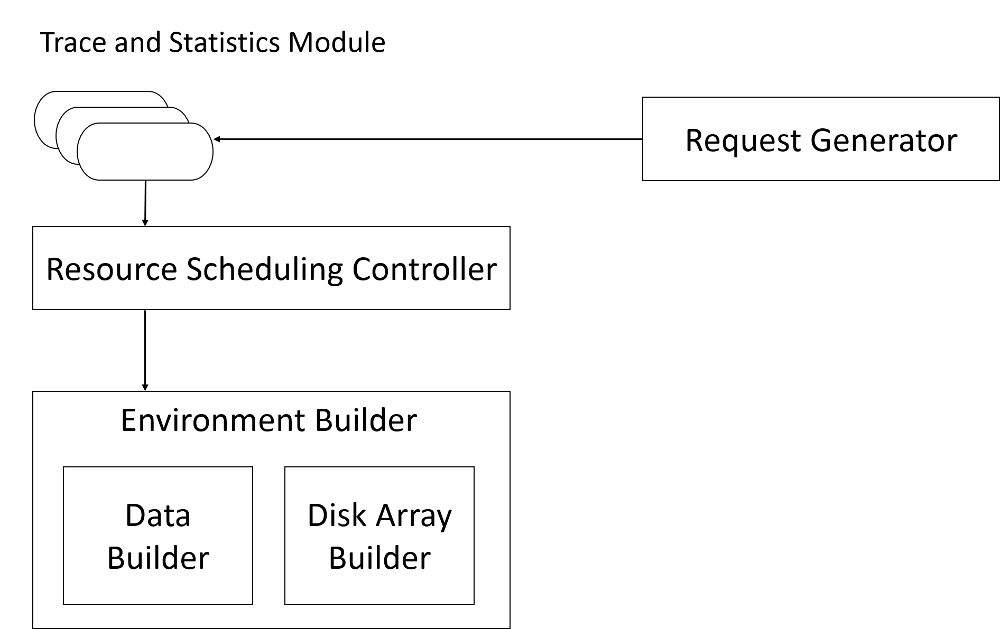 Trace and Statistics Module
Request Generator
Resource Scheduling Controller
Environment Builder
Data
Builder
Disk Array
Builder